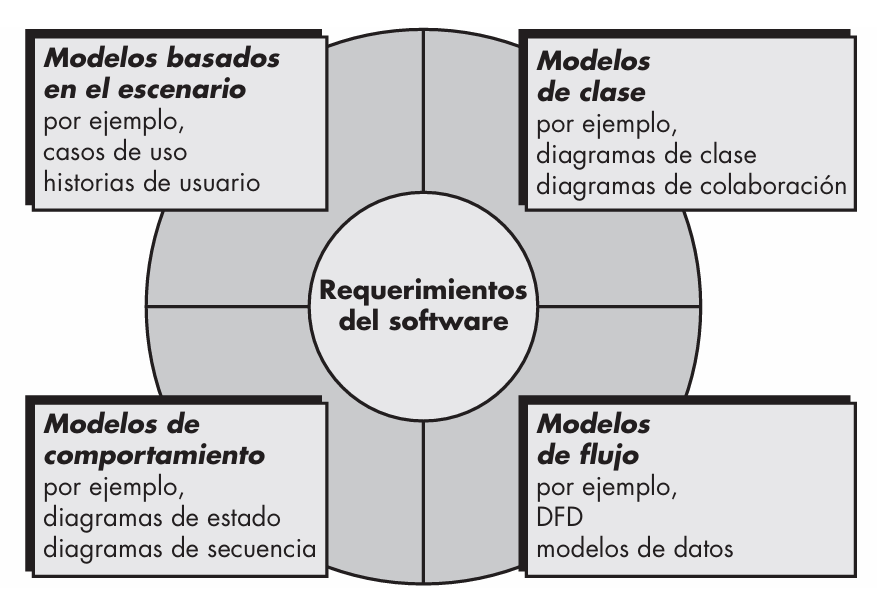 Modelos basados
en el escenario
por ejemplo,
casos de uso
historias de usuario
Modelos
de clase
por ejemplo,
diagramas de clase
diagramas de colaboración
Requerimientos
del software
Modelos de
comportamiento
por ejemplo,
diagramas de estado
diagramas de secuencia
Modelos
de flujo
por ejemplo,
DFD
modelos de datos